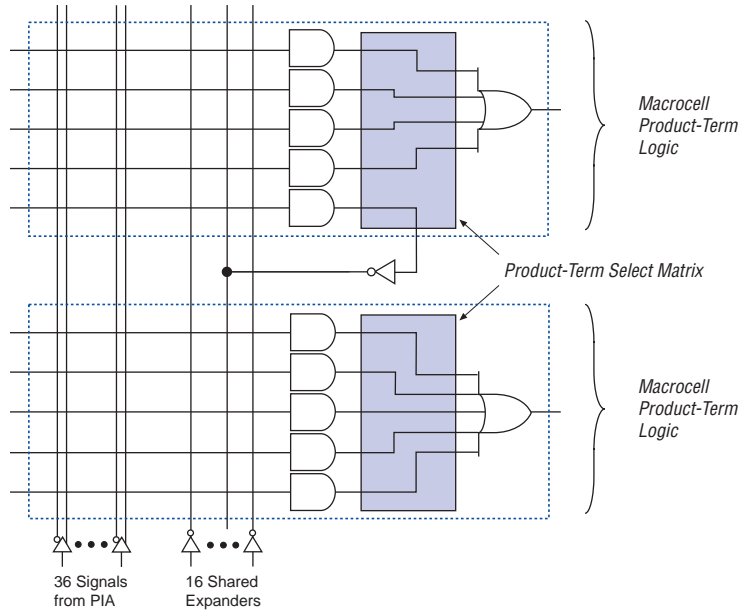 Macrocell
Product-Term
Logic
Product-Term Select Matrix
Macrocell
Product-Term
Logic
36 Signals
from PIA
16 Shared
Expanders